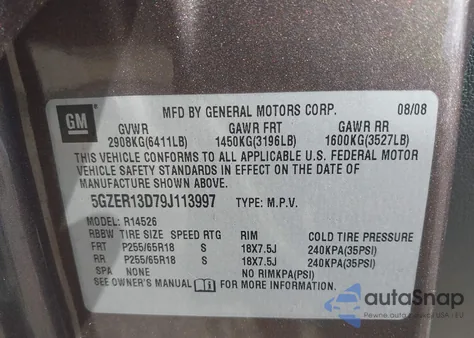 GM
MFD BY GENERAL MOTORS CORP. 08/08
GVWR GAWR FRT GAWR RR
2908KG(6411LB) 1450KG(3196LB) 1600KG(3527LB)
THIS VEHICLE CONFORMS TO ALL APPLICABLE U.S. FEDERAL MOTOR
VEHICLE SAFETY STANDARDS IN EFFECT ON THE DATE OF
MANUFACTURE SHOWN ABOVE.
5GZER13D79J113997 TYPE: M.P.V.
MODEL: R14526
RBBW TIRE SIZE SPEED RTG RIM COLD TIRE PRESSURE
FRT P255/65R18 S 18X7.5J 240KPA(35PSI)
RR P255/65R18 S 18X7.5J 240KPA(35PSI)
SPA NONE NO RIMKPA(PSI)
SEE OWNER'S MANUAL FOR MORE INFORMATION.
autoSnap